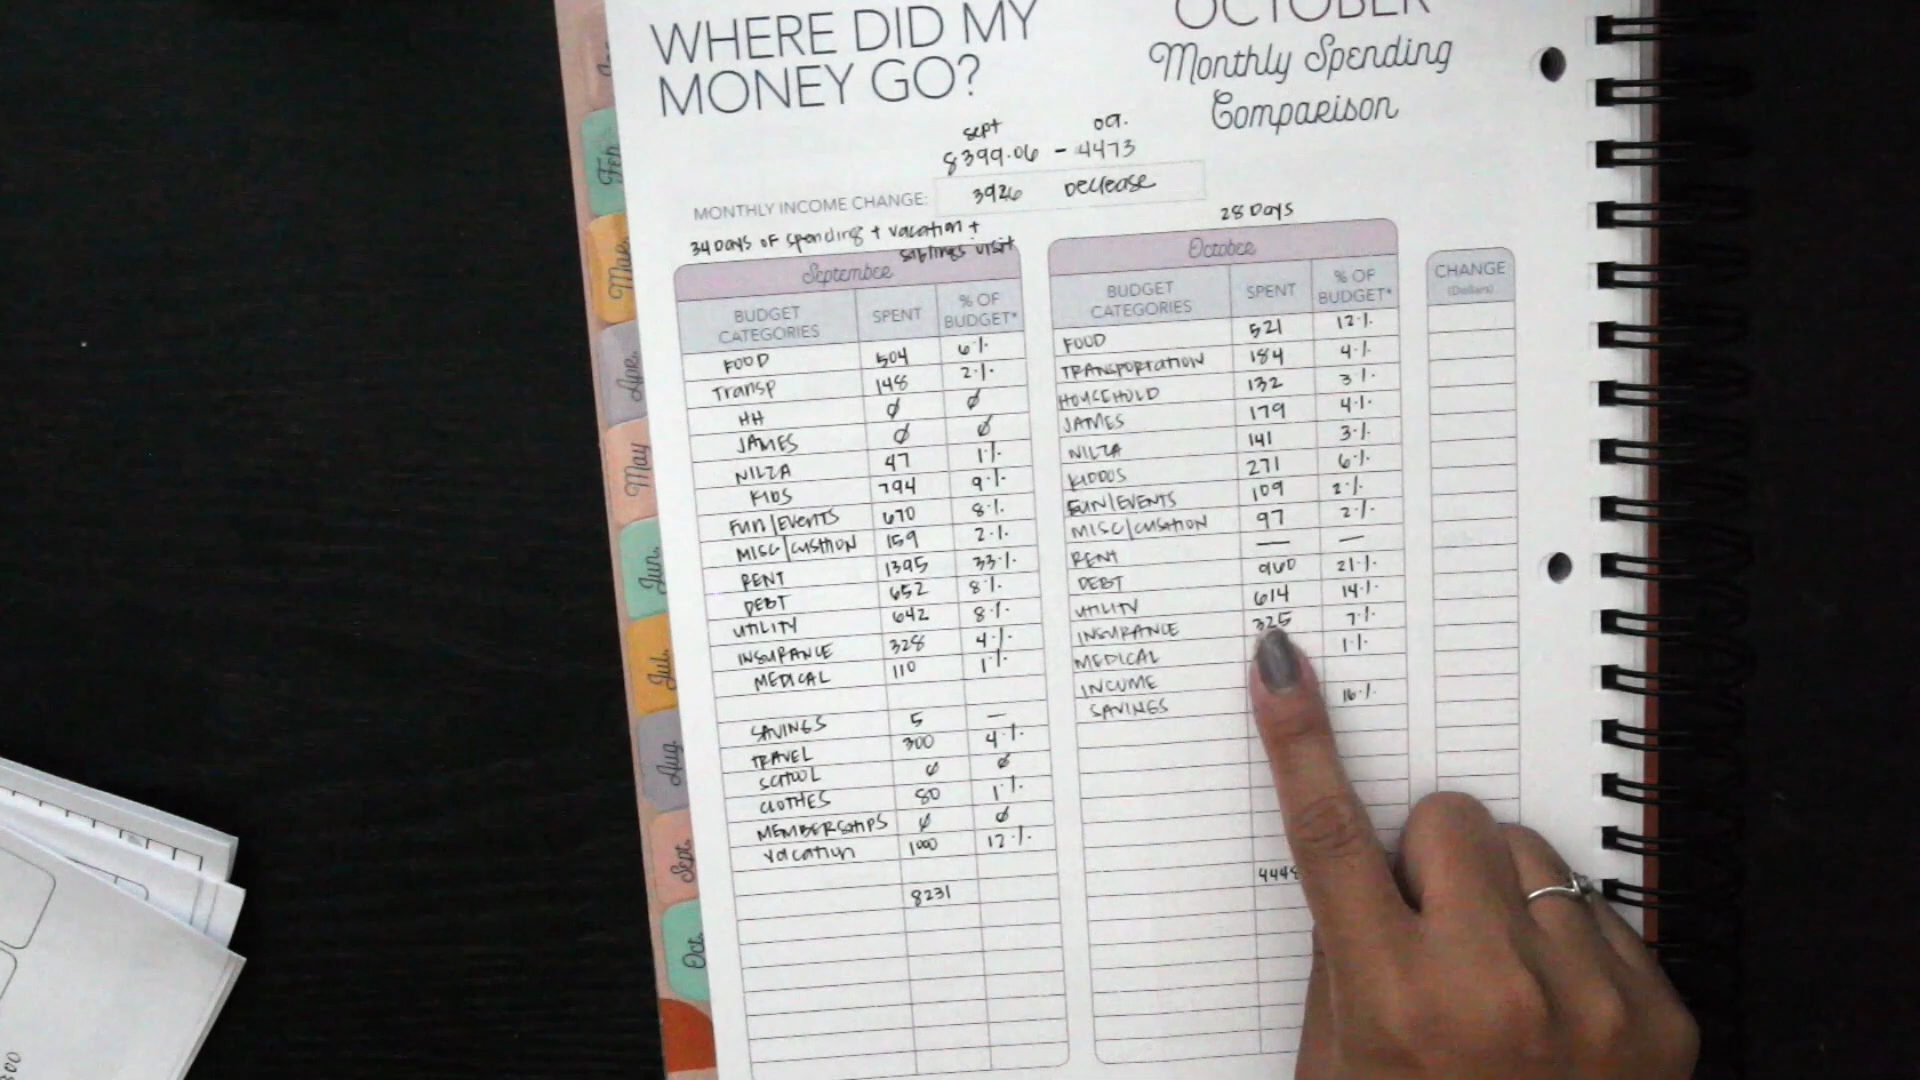 WHERE DID MY
MONEY GO?
OCTOBER
Monthly Spending
Comparison
sept oct.
8399.06 - 4473
MONTHLY INCOME CHANGE: 3926 Decrease
34 DAYS OF spending + vacation +
siblings visit
28 Days
September
BUDGET CATEGORIES SPENT % OF BUDGET*
FOOD 504 6%
Transp 148 2%
HH ∅ ∅
JAMES ∅ ∅
NILZA 47 1%
KIDS 794 9%
FUN/EVENTS 670 8%
MISC/CUSHION 159 2%
RENT 1395 33%
DEBT 652 8%
UTILITY 642 8%
INSURANCE 328 4%
MEDICAL 110 1%
SAVINGS 5 —
TRAVEL 300 4%
SCHOOL ∅ ∅
CLOTHES 80 1%
MEMBERSHIPS ∅ ∅
vacation 1000 12%
8231
October
BUDGET CATEGORIES SPENT % OF BUDGET*
FOOD 521 12%
TRANSPORTATION 184 4%
HOUSEHOLD 132 3%
JAMES 179 4%
NILZA 141 3%
KIDDOS 271 6%
FUN/EVENTS 109 2%
MISC/CUSHION 97 2%
RENT — —
DEBT 960 21%
UTILITY 614 14%
INSURANCE 325 7%
MEDICAL 1%
INCOME
SAVINGS 16%
4448
CHANGE
(Dollars)
Feb.
Mar.
Apr.
May
Jun.
Jul.
Aug.
Sept.
Oct.